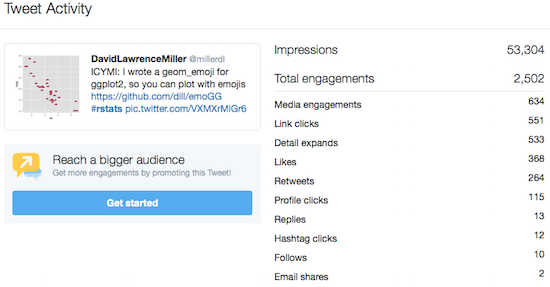 Tweet Activity
DavidLawrenceMiller @millerdl
ICYMI: I wrote a geom_emoji for
ggplot2, so you can plot with emojis
https://github.com/dill/emoGG
#rstats pic.twitter.com/VXMXrMIGr6
Reach a bigger audience
Get more engagements by promoting this Tweet!
Get started
Impressions 53,304
Total engagements 2,502
Media engagements 634
Link clicks 551
Detail expands 533
Likes 368
Retweets 264
Profile clicks 115
Replies 13
Hashtag clicks 12
Follows 10
Email shares 2